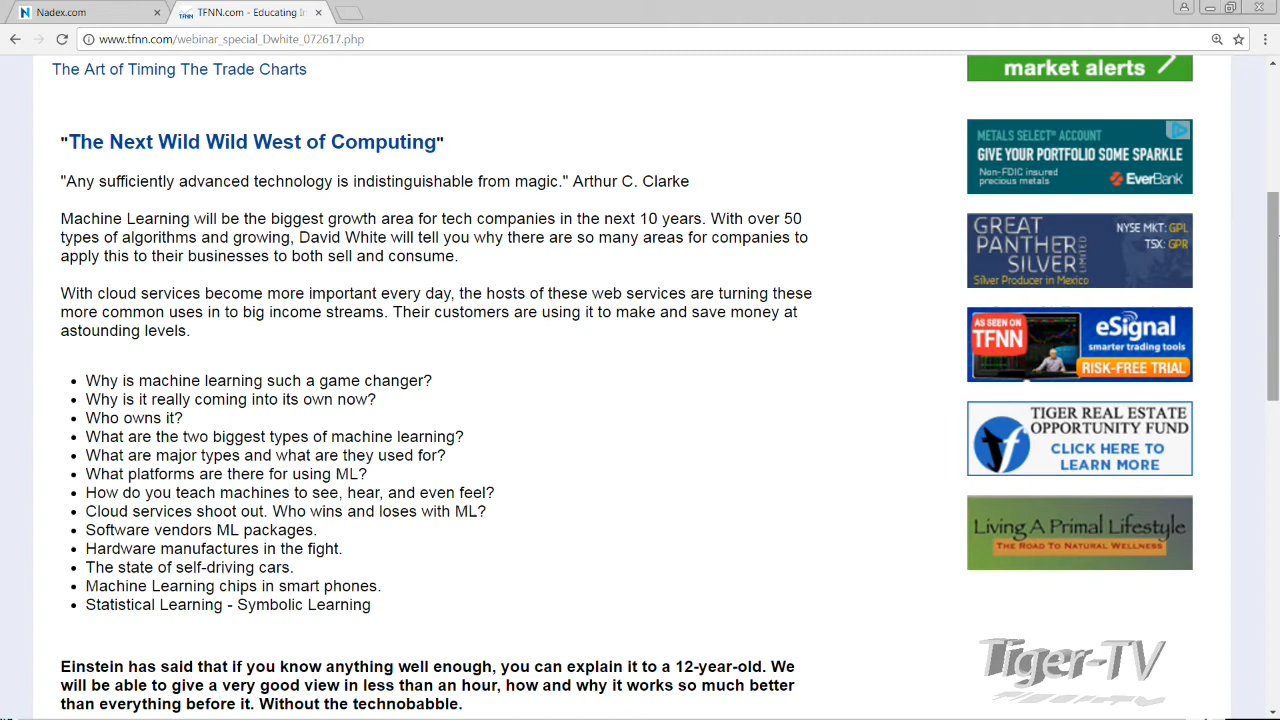 Nadex.com
TFNN.com - Educating In
www.tfnn.com/webinar_special_Dwhite_072617.php
The Art of Timing The Trade Charts
market alerts
"The Next Wild Wild West of Computing"
"Any sufficiently advanced technology is indistinguishable from magic." Arthur C. Clarke
Machine Learning will be the biggest growth area for tech companies in the next 10 years. With over 50
types of algorithms and growing, David White will tell you why there are so many areas for companies to
apply this to their businesses to both sell and consume.
With cloud services become more important every day, the hosts of these web services are turning these
more common uses in to big income streams. Their customers are using it to make and save money at
astounding levels.
Why is machine learning such a game changer?
Why is it really coming into its own now?
Who owns it?
What are the two biggest types of machine learning?
What are major types and what are they used for?
What platforms are there for using ML?
How do you teach machines to see, hear, and even feel?
Cloud services shoot out. Who wins and loses with ML?
Software vendors ML packages.
Hardware manufactures in the fight.
The state of self-driving cars.
Machine Learning chips in smart phones.
Statistical Learning - Symbolic Learning
Einstein has said that if you know anything well enough, you can explain it to a 12-year-old. We
will be able to give a very good view in less than an hour, how and why it works so much better
than everything before it. Without the technobabble.
METALS SELECT® ACCOUNT
GIVE YOUR PORTFOLIO SOME SPARKLE
Non-FDIC insured
precious metals
EverBank
GREAT
PANTHER
SILVER
LIMITED
NYSE MKT: GPL
TSX: GPR
Silver Producer in Mexico
AS SEEN ON
TFNN
eSignal
smarter trading tools
RISK-FREE TRIAL
TIGER REAL ESTATE
OPPORTUNITY FUND
CLICK HERE TO
LEARN MORE
LIVING A PRIMAL LIFESTYLE
THE ROAD TO NATURAL WELLNESS
Tiger-TV